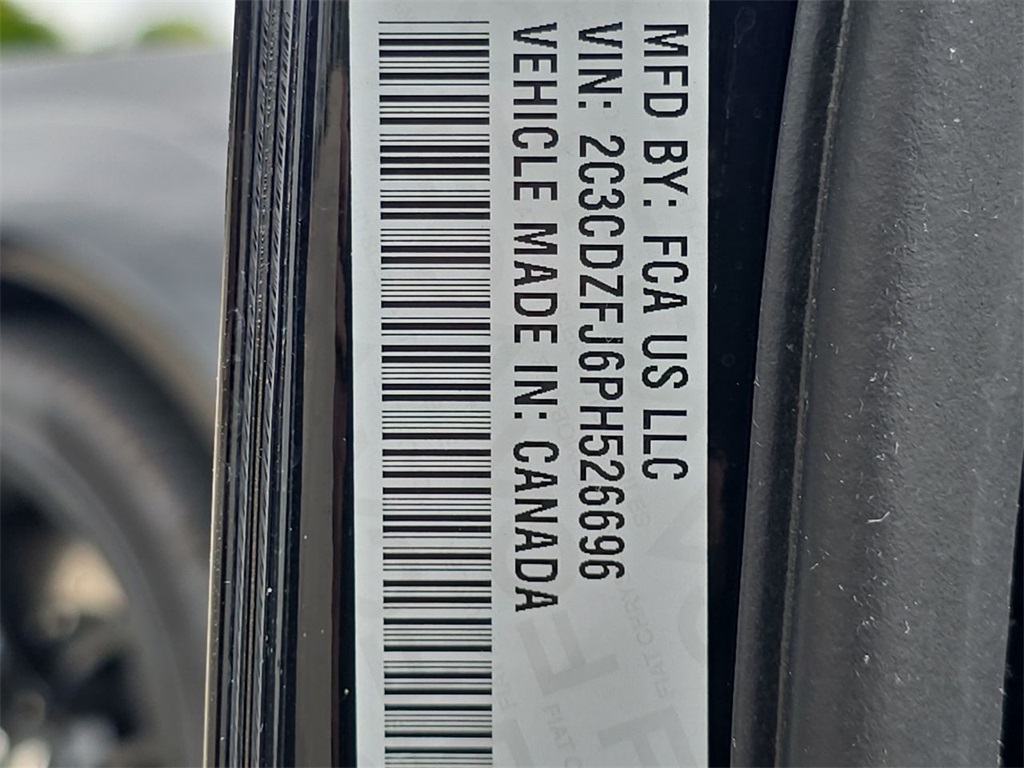 MFD BY: FCA US LLC
VIN: 2C3CDZFJ6PH526696
VEHICLE MADE IN: CANADA